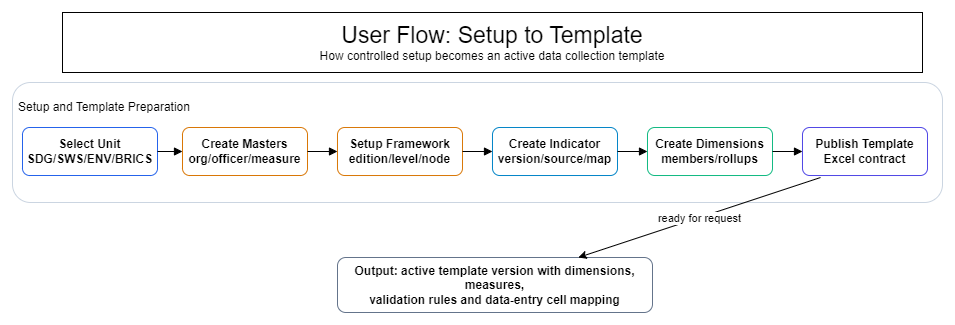 User Flow: Setup to Template
How controlled setup becomes an active data collection template
Setup and Template Preparation
Select Unit
SDG/SWS/ENV/BRICS
Create Masters
org/officer/measure
Setup Framework
edition/level/node
Create Indicator
version/source/map
Create Dimensions
members/rollups
Publish Template
Excel contract
ready for request
Output: active template version with dimensions,
measures,
validation rules and data-entry cell mapping